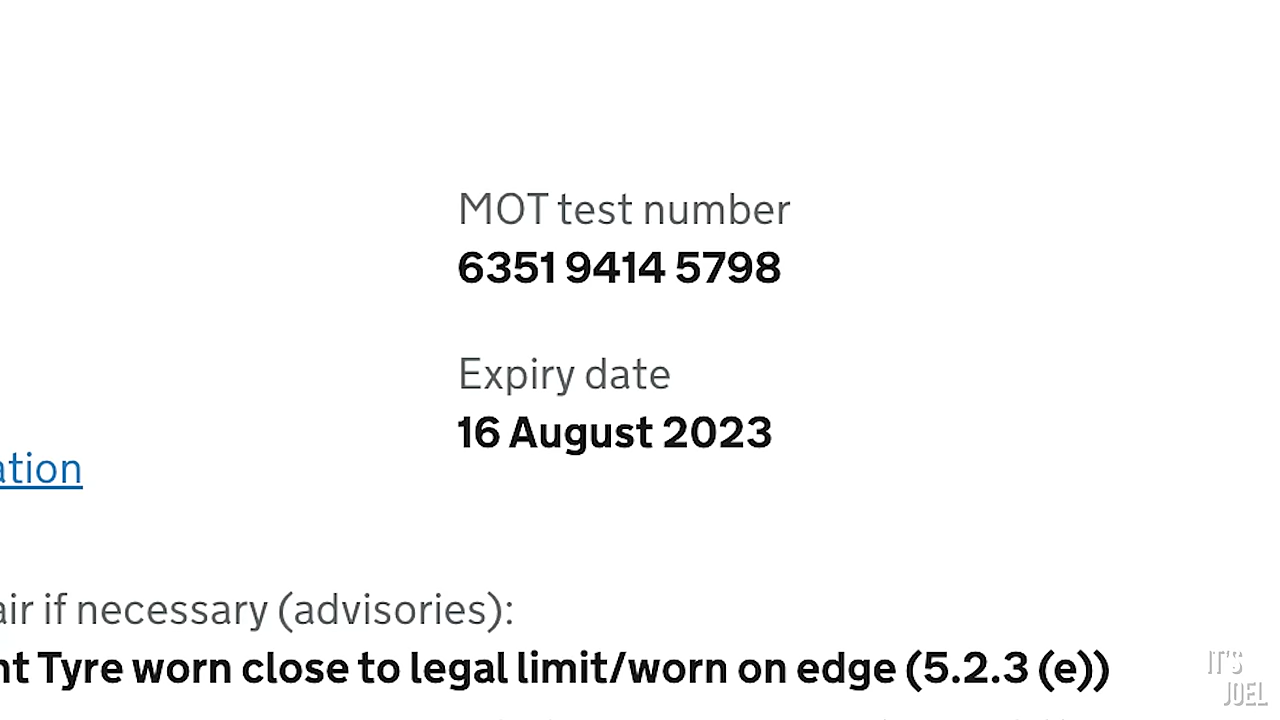 MOT test number
6351 9414 5798
Expiry date
16 August 2023
ation
air if necessary (advisories):
nt Tyre worn close to legal limit/worn on edge (5.2.3 (e))
IT'S
JOEL